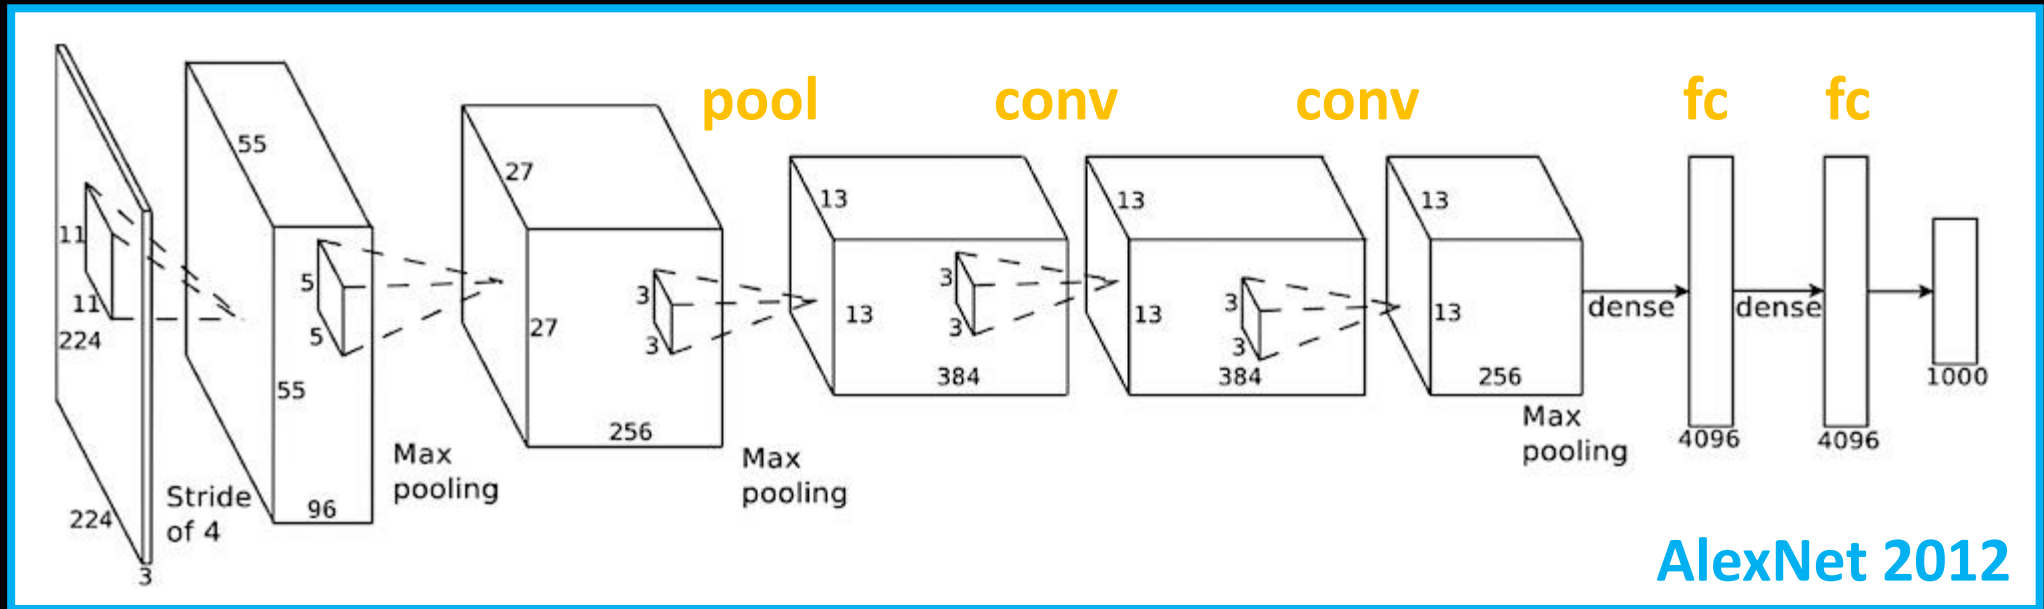 pool
conv
conv
fc
fc
11
11
224
224
3
Stride
of 4
55
5
5
55
96
Max
pooling
27
3
3
27
256
Max
pooling
13
3
3
13
384
13
3
3
13
384
13
13
256
Max
pooling
dense
4096
dense
4096
1000
AlexNet 2012